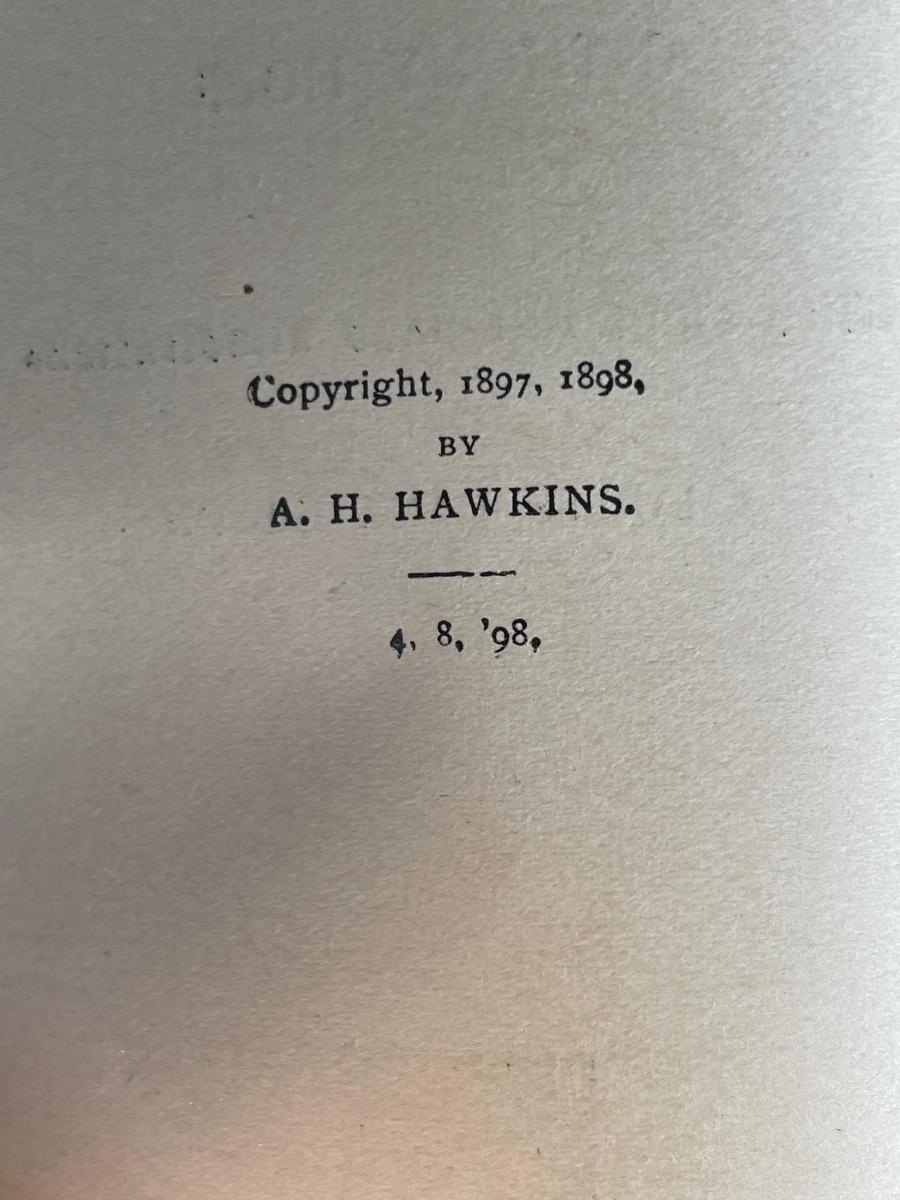 Copyright, 1897, 1898,
BY
A. H. HAWKINS.
4, 8, '98,